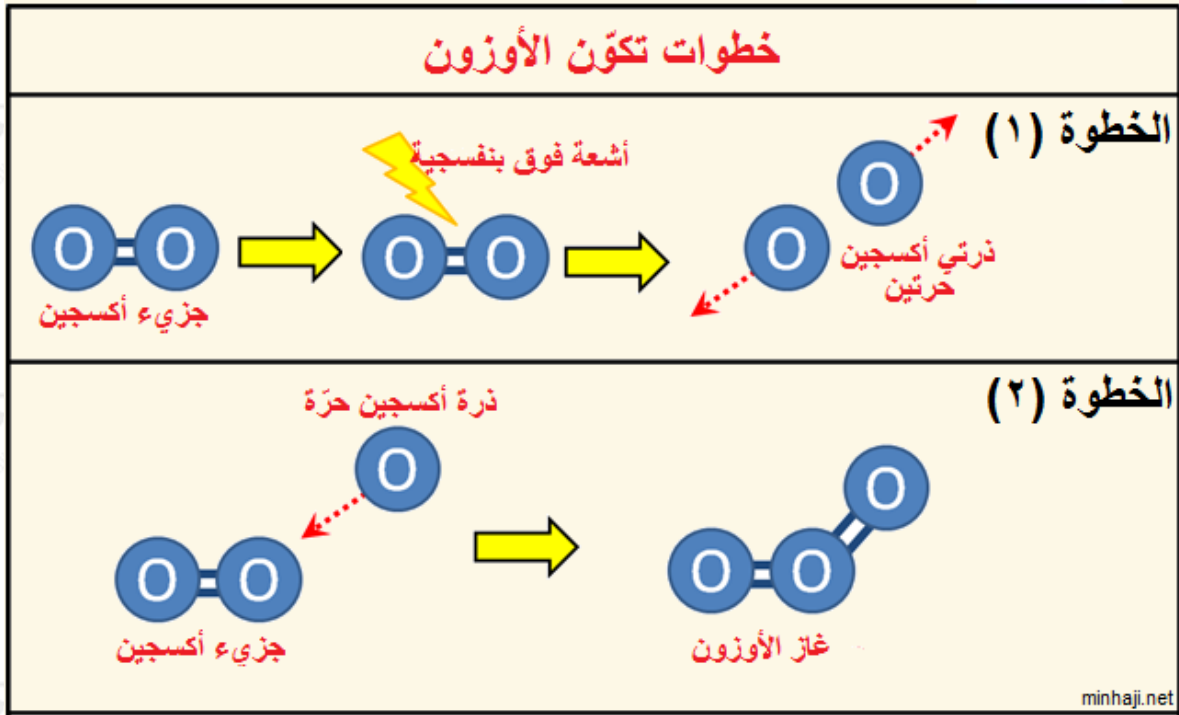 خطوات تكوّن الأوزون
الخطوة (١)
أشعة فوق بنفسجية
O
O
O
O
O
O
جزيء أكسجين
ذرتي أكسجين
حرتين
الخطوة (٢)
ذرة أكسجين حرّة
O
O
O
O
O
O
جزيء أكسجين
غاز الأوزون
minhaji.net